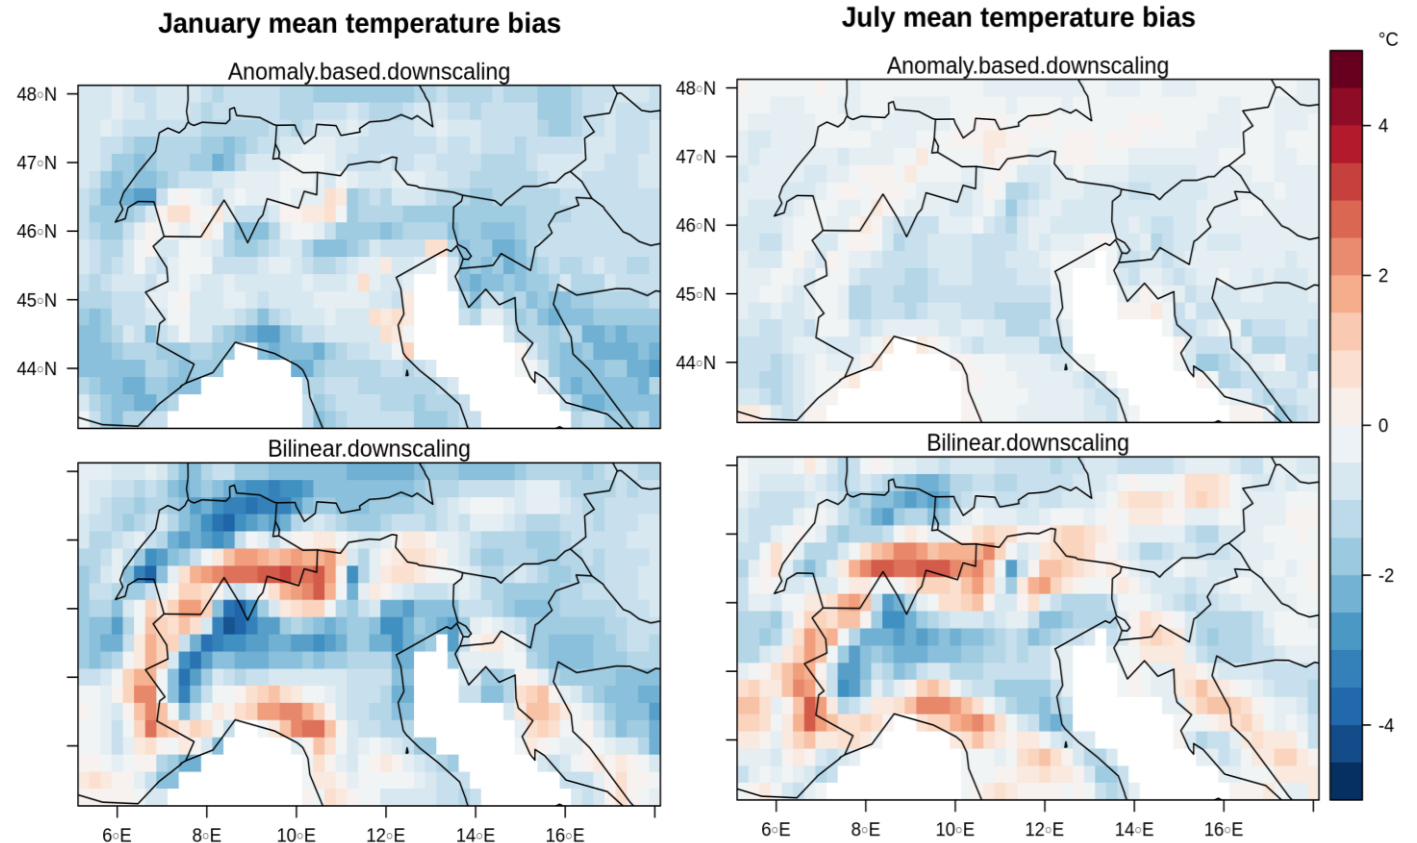 January mean temperature bias
July mean temperature bias
°C
Anomaly.based.downscaling
Anomaly.based.downscaling
48◦N
47◦N
46◦N
45◦N
44◦N
48◦N
47◦N
46◦N
45◦N
44◦N
4
2
0
-2
-4
Bilinear.downscaling
Bilinear.downscaling
6◦E 8◦E 10◦E 12◦E 14◦E 16◦E
6◦E 8◦E 10◦E 12◦E 14◦E 16◦E